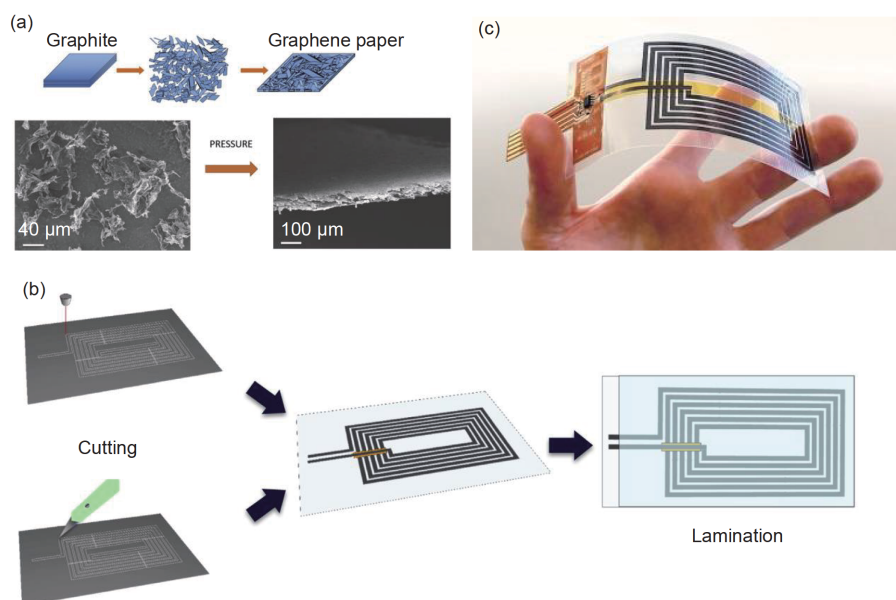 (a)
Graphite
Graphene paper
PRESSURE
40 μm
100 μm
(c)
(b)
Cutting
Lamination